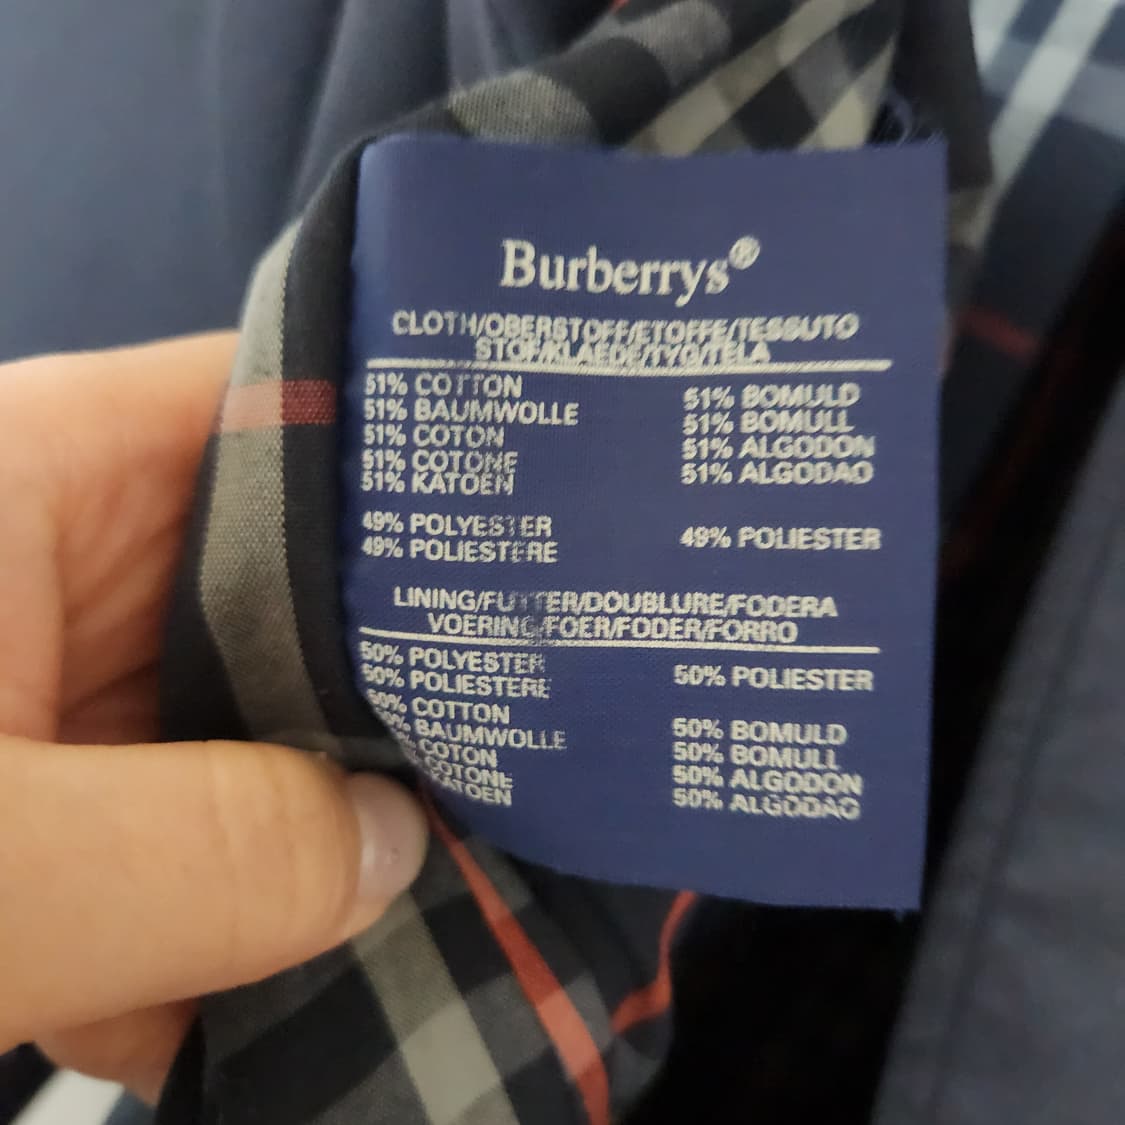 Burberrys®
CLOTH/OBERSTOFF/ETOFFE/TESSUTO
STOF/KLAEDE/TYG/TELA
51% COTTON
51% BAUMWOLLE
51% COTON
51% COTONE
51% KATOEN
51% BOMULD
51% BOMULL
51% ALGODON
51% ALGODAO
49% POLYESTER
49% POLIESTERE
49% POLIESTER
LINING/FUTTER/DOUBLURE/FODERA
VOERING/FOER/FODER/FORRO
50% POLYESTER
50% POLIESTERE
50% COTTON
50% BAUMWOLLE
COTON
COTONE
KATOEN
50% POLIESTER
50% BOMULD
50% BOMULL
50% ALGODON
50% ALGODAO